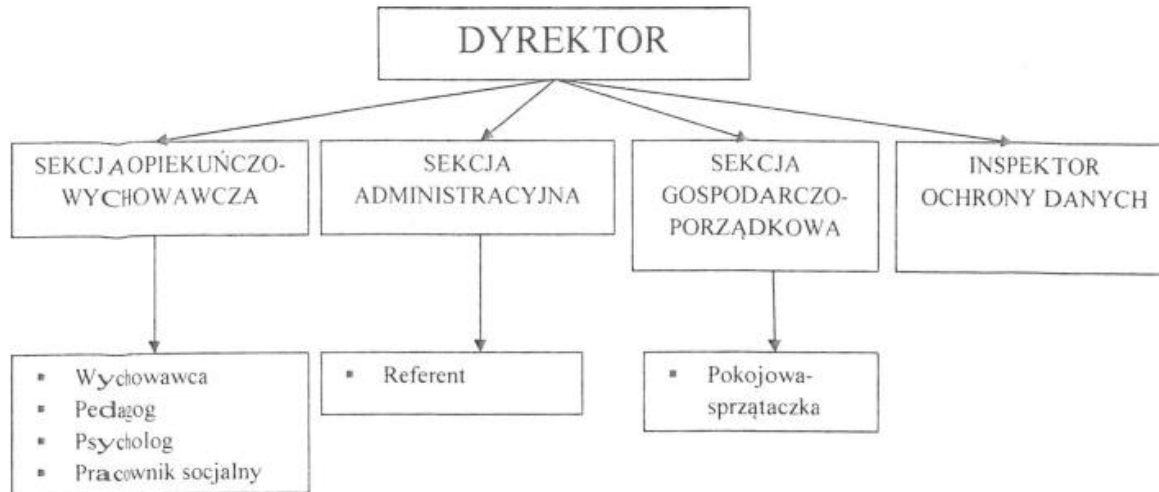 DYREKTOR
SEKCJA OPIEKUŃCZO-
WYCHOWAWCZA
SEKCJA
ADMINISTRACYJNA
SEKCJA
GOSPODARCZO-
PORZĄDKOWA
INSPEKTOR
OCHRONY DANYCH
▪ Wychowawca
▪ Pedagog
▪ Psycholog
▪ Pracownik socjalny
▪ Referent
▪ Pokojowa-
sprzątaczka